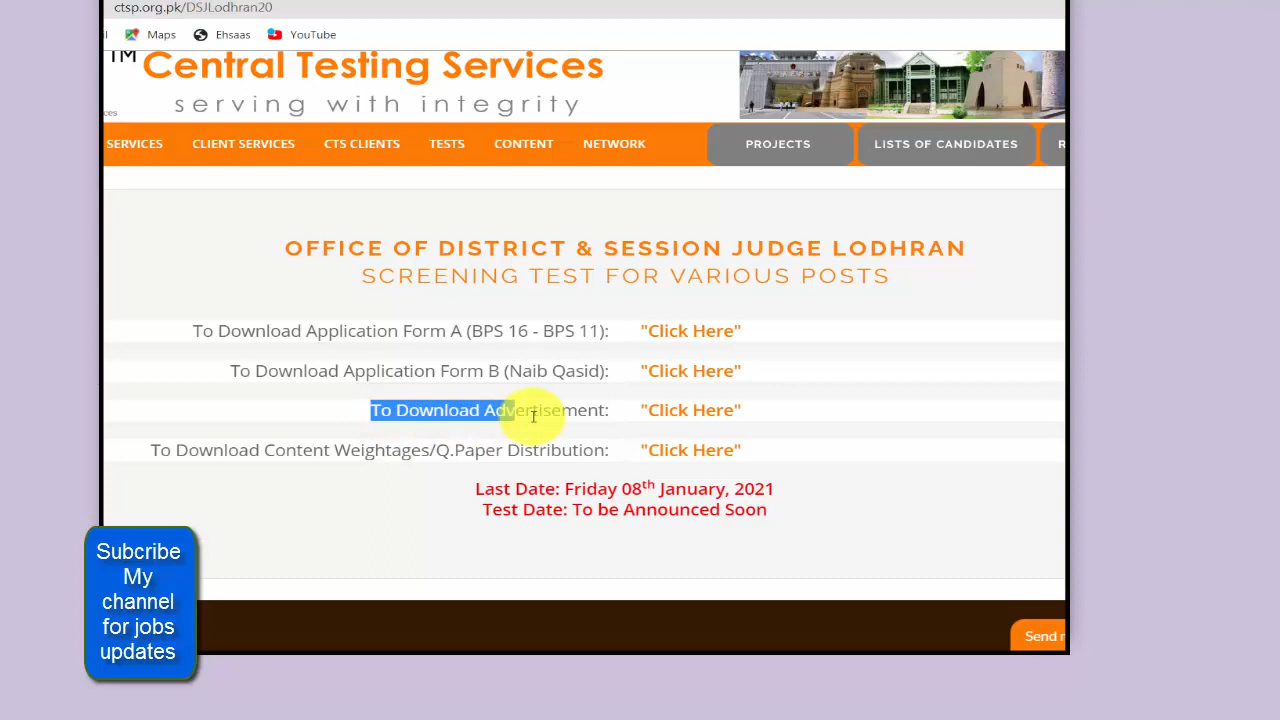 ctsp.org.pk/DSJLodhran20
Maps Ehsaas YouTube
TM Central Testing Services
serving with integrity
SERVICES CLIENT SERVICES CTS CLIENTS TESTS CONTENT NETWORK PROJECTS LISTS OF CANDIDATES
OFFICE OF DISTRICT & SESSION JUDGE LODHRAN
SCREENING TEST FOR VARIOUS POSTS
To Download Application Form A (BPS 16 - BPS 11): "Click Here"
To Download Application Form B (Naib Qasid): "Click Here"
To Download Advertisement: "Click Here"
To Download Content Weightages/Q.Paper Distribution: "Click Here"
Last Date: Friday 08th January, 2021
Test Date: To be Announced Soon
Subcribe
My
channel
for jobs
updates
Send